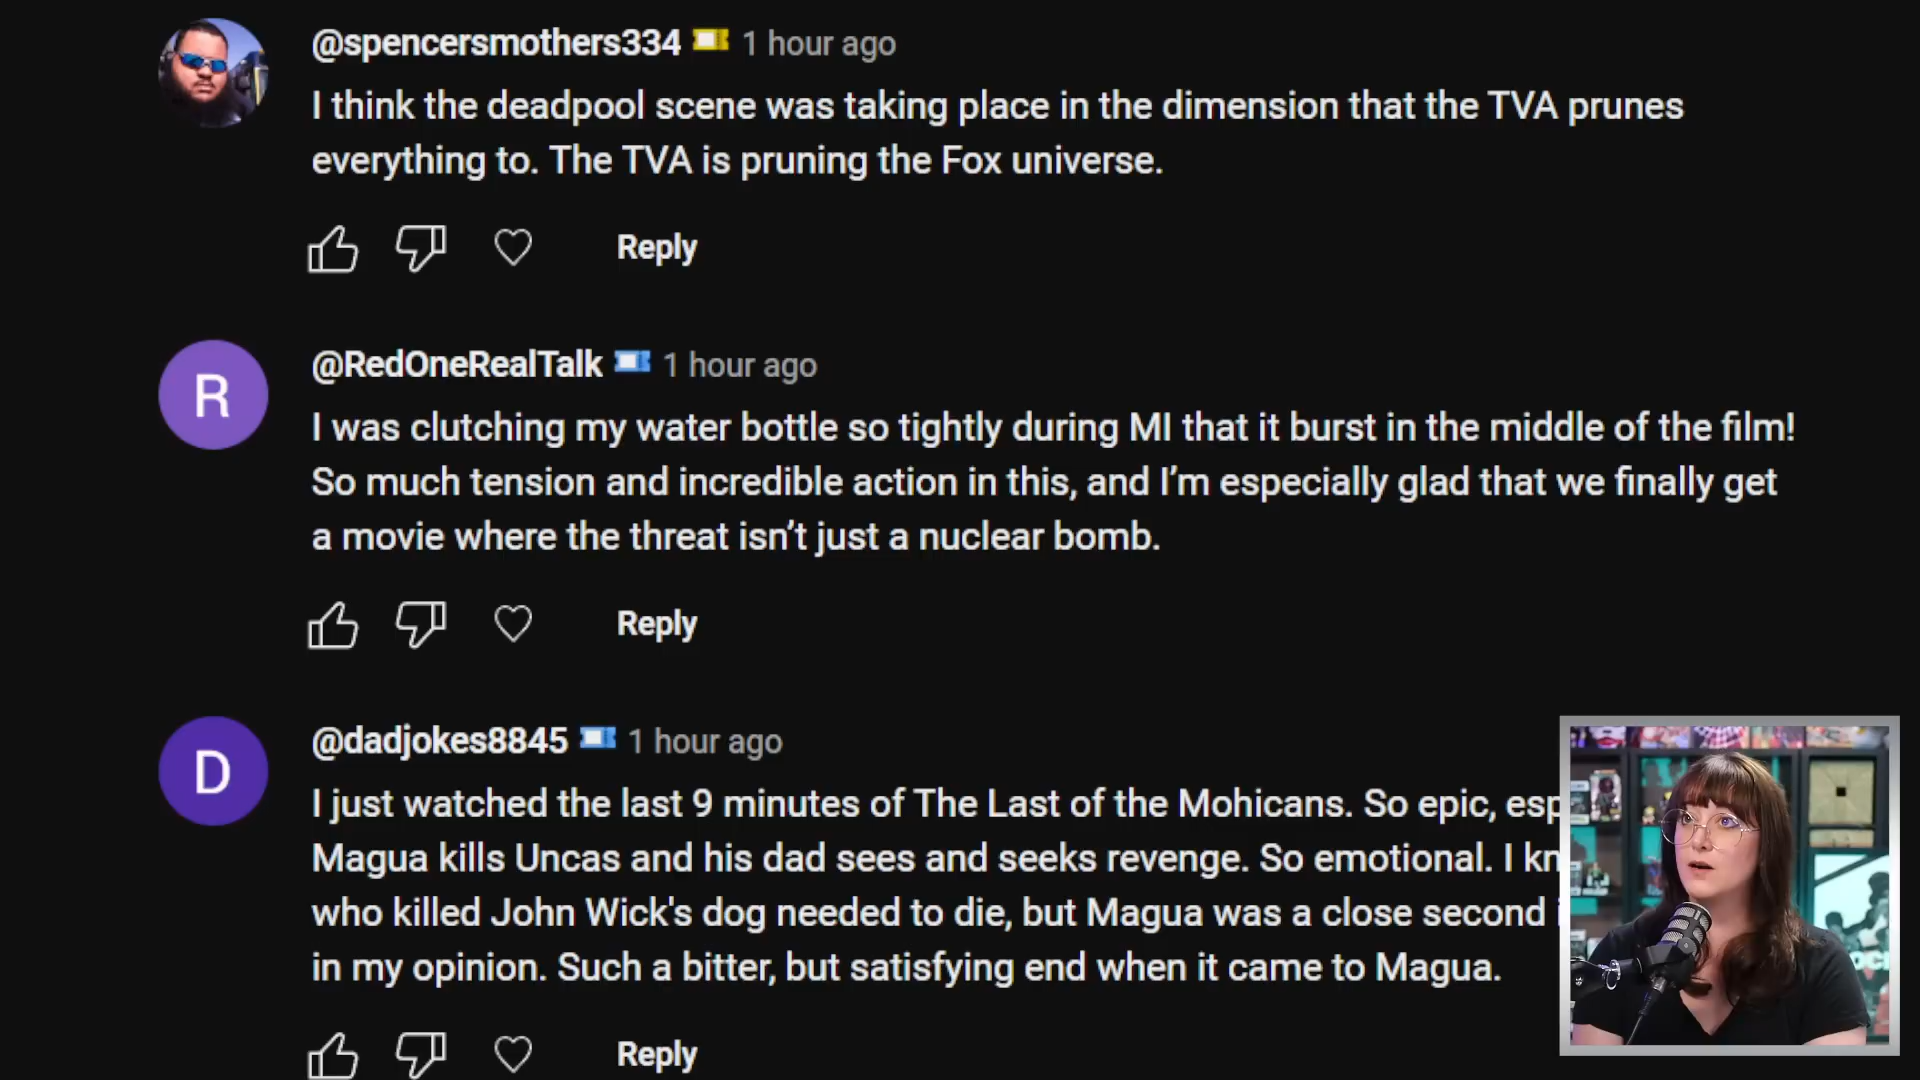 @spencersmothers334 1 hour ago
I think the deadpool scene was taking place in the dimension that the TVA prunes
everything to. The TVA is pruning the Fox universe.
Reply
R
@RedOneRealTalk 1 hour ago
I was clutching my water bottle so tightly during MI that it burst in the middle of the film!
So much tension and incredible action in this, and I’m especially glad that we finally get
a movie where the threat isn’t just a nuclear bomb.
Reply
D
@dadjokes8845 1 hour ago
I just watched the last 9 minutes of The Last of the Mohicans. So epic, esp
Magua kills Uncas and his dad sees and seeks revenge. So emotional. I kn
who killed John Wick's dog needed to die, but Magua was a close second
in my opinion. Such a bitter, but satisfying end when it came to Magua.
Reply